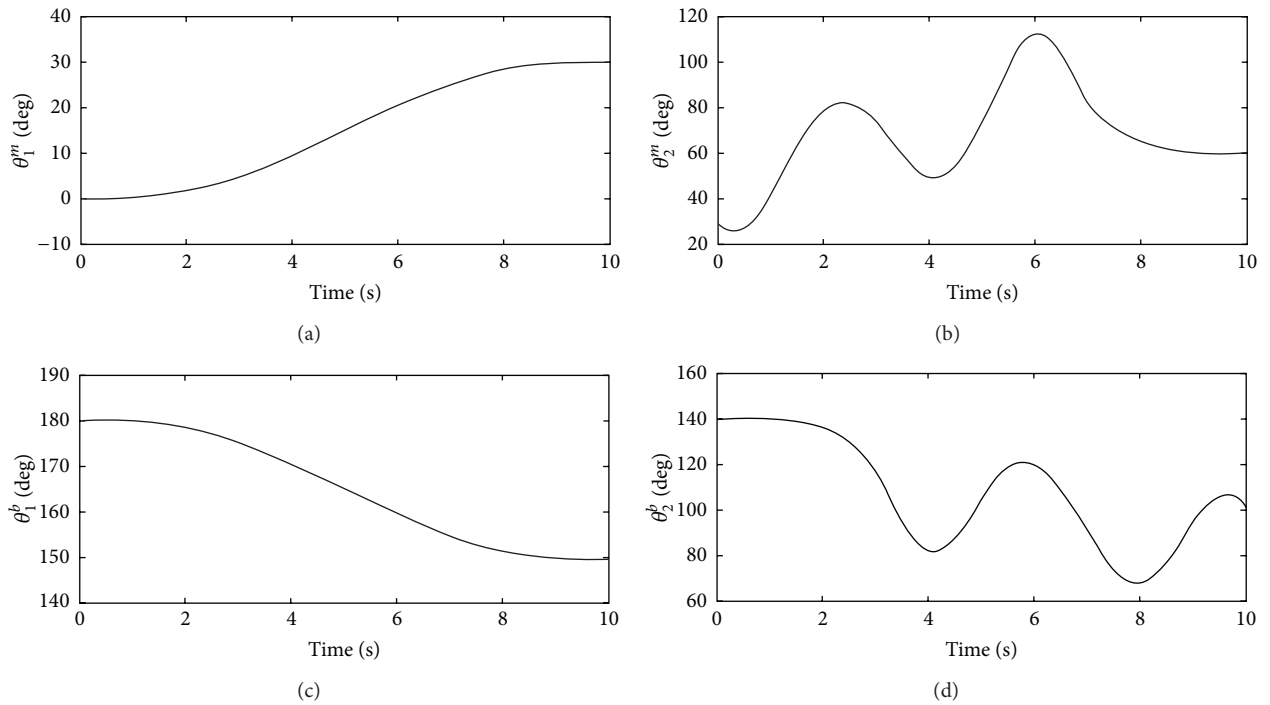 40
30
20
10
0
−10
θ₁ᵐ (deg)
0 2 4 6 8 10
Time (s)
(a)
120
100
80
60
40
20
θ₂ᵐ (deg)
0 2 4 6 8 10
Time (s)
(b)
190
180
170
160
150
140
θ₁ᵇ (deg)
0 2 4 6 8 10
Time (s)
(c)
160
140
120
100
80
60
θ₂ᵇ (deg)
0 2 4 6 8 10
Time (s)
(d)